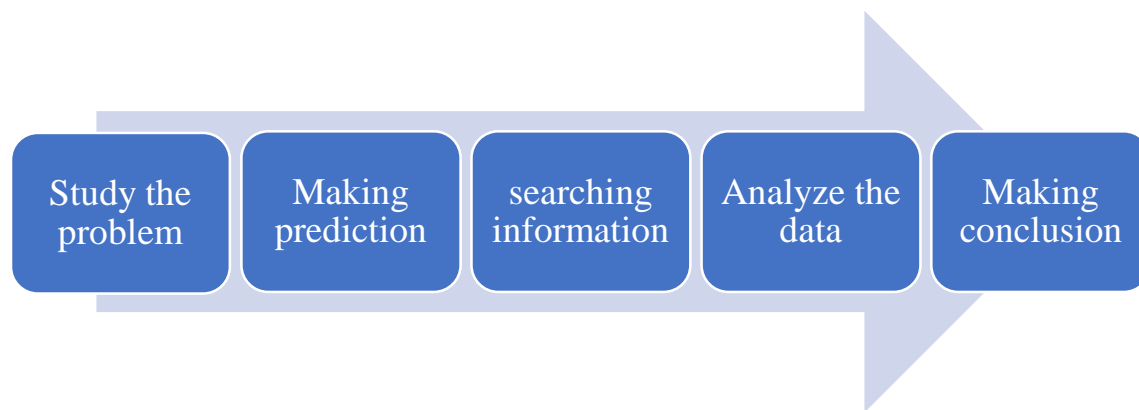 Study the
problem
Making
prediction
searching
information
Analyze the
data
Making
conclusion